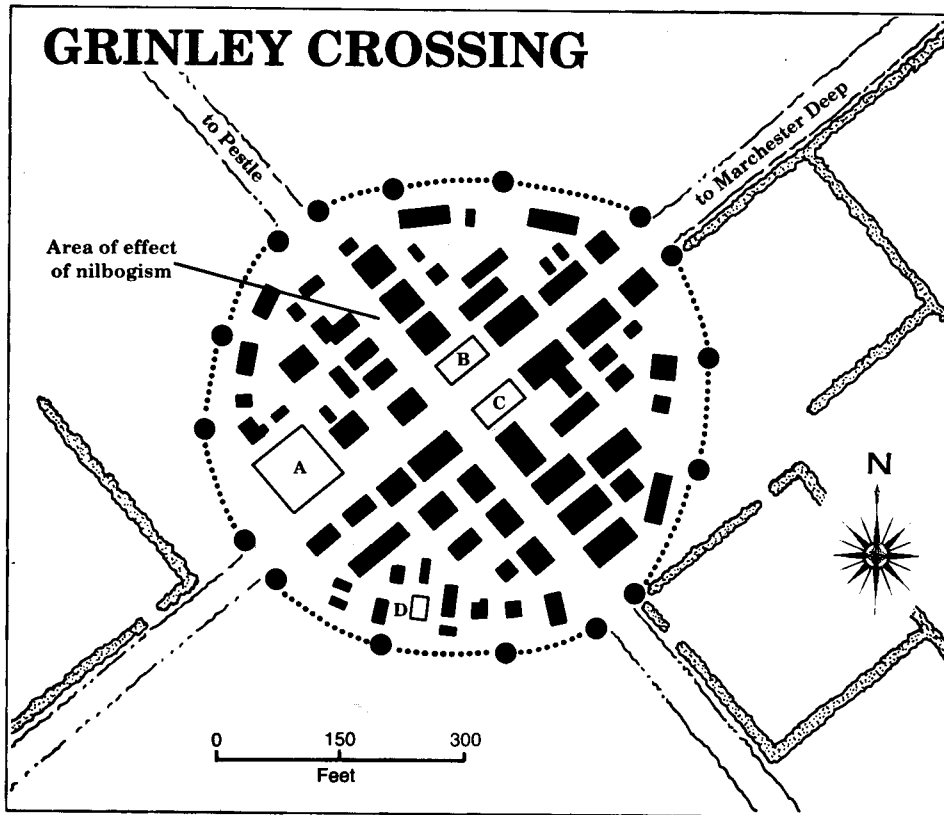 GRINLEY CROSSING
to Pestle
to Marchester Deep
Area of effect
of nilbogism
B
C
A
N
D
0 150 300
Feet